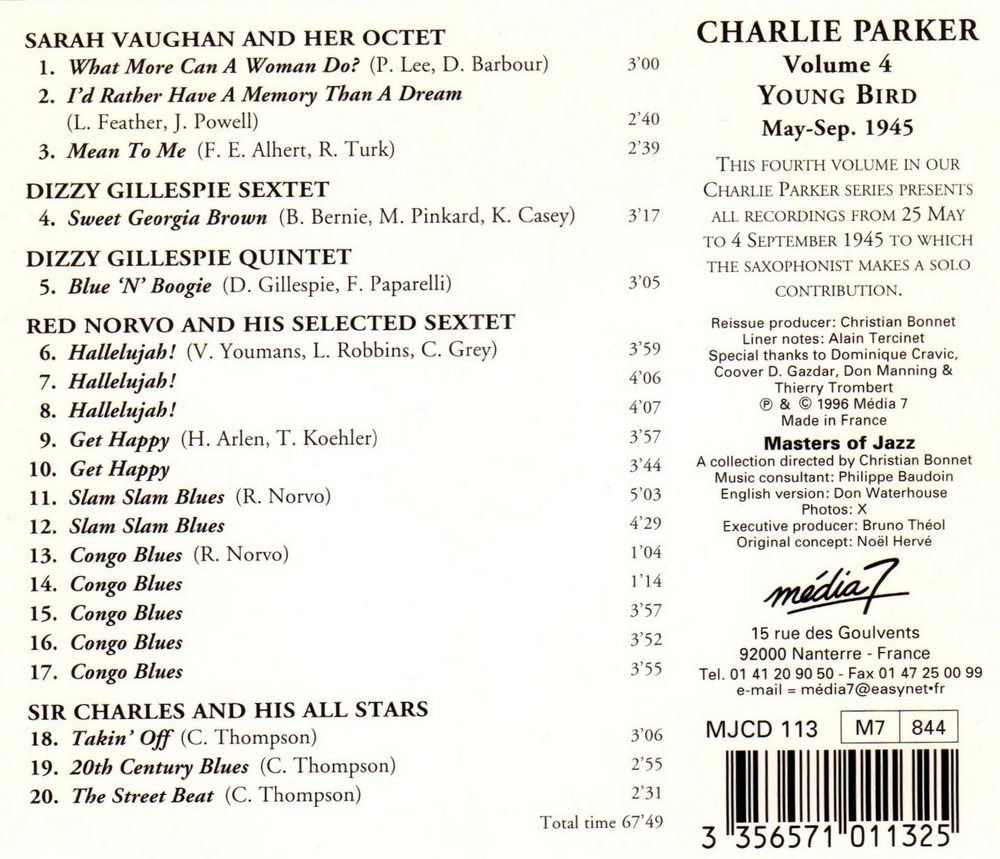 SARAH VAUGHAN AND HER OCTET
1. What More Can A Woman Do? (P. Lee, D. Barbour) 3'00
2. I'd Rather Have A Memory Than A Dream
(L. Feather, J. Powell) 2'40
3. Mean To Me (F. E. Alhert, R. Turk) 2'39
DIZZY GILLESPIE SEXTET
4. Sweet Georgia Brown (B. Bernie, M. Pinkard, K. Casey) 3'17
DIZZY GILLESPIE QUINTET
5. Blue 'N' Boogie (D. Gillespie, F. Paparelli) 3'05
RED NORVO AND HIS SELECTED SEXTET
6. Hallelujah! (V. Youmans, L. Robbins, C. Grey) 3'59
7. Hallelujah! 4'06
8. Hallelujah! 4'07
9. Get Happy (H. Arlen, T. Koehler) 3'57
10. Get Happy 3'44
11. Slam Slam Blues (R. Norvo) 5'03
12. Slam Slam Blues 4'29
13. Congo Blues (R. Norvo) 1'04
14. Congo Blues 1'14
15. Congo Blues 3'57
16. Congo Blues 3'52
17. Congo Blues 3'55
SIR CHARLES AND HIS ALL STARS
18. Takin' Off (C. Thompson) 3'06
19. 20th Century Blues (C. Thompson) 2'55
20. The Street Beat (C. Thompson) 2'31
Total time 67'49
CHARLIE PARKER
Volume 4
YOUNG BIRD
May-Sep. 1945
THIS FOURTH VOLUME IN OUR
CHARLIE PARKER SERIES PRESENTS
ALL RECORDINGS FROM 25 MAY
TO 4 SEPTEMBER 1945 TO WHICH
THE SAXOPHONIST MAKES A SOLO
CONTRIBUTION.
Reissue producer: Christian Bonnet
Liner notes: Alain Tercinet
Special thanks to Dominique Cravic,
Coover D. Gazdar, Don Manning &
Thierry Trombert
℗ & © 1996 Média 7
Made in France
Masters of Jazz
A collection directed by Christian Bonnet
Music consultant: Philippe Baudoin
English version: Don Waterhouse
Photos: X
Executive producer: Bruno Théol
Original concept: Noël Hervé
média7
15 rue des Goulvents
92000 Nanterre - France
Tel. 01 41 20 90 50 - Fax 01 47 25 00 99
e-mail = média7@easynet•fr
MJCD 113 M7 844
3 356571 011325